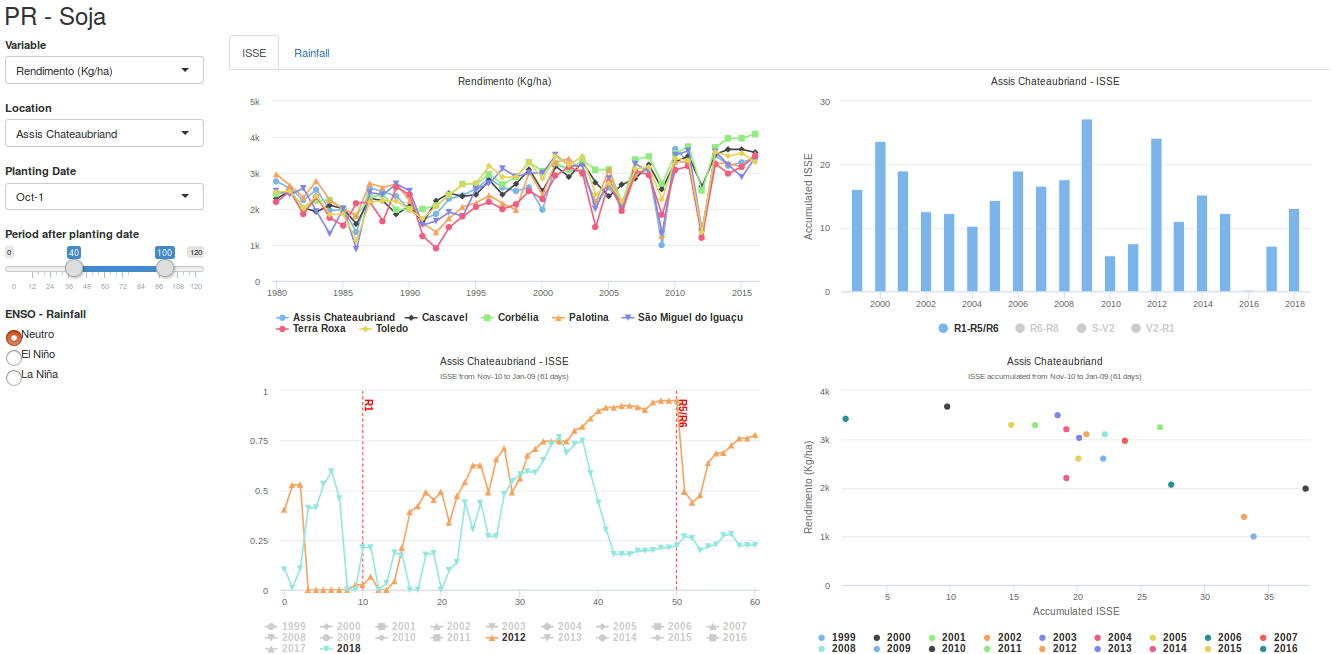 PR - Soja
Variable
Rendimento (Kg/ha)
Location
Assis Chateaubriand
Planting Date
Oct-1
Period after planting date
0 40 100 120
0 12 24 36 48 60 72 84 96 108 120
ENSO - Rainfall
Neutro
El Niño
La Niña
ISSE Rainfall
Rendimento (Kg/ha)
5k
4k
3k
2k
1k
0
1980 1985 1990 1995 2000 2005 2010 2015
Assis Chateaubriand Cascavel Corbélia Palotina São Miguel do Iguaçu
Terra Roxa Toledo
Assis Chateaubriand - ISSE
Accumulated ISSE
30
20
10
0
2000 2002 2004 2006 2008 2010 2012 2014 2016 2018
R1-R5/R6 R6-R8 S-V2 V2-R1
Assis Chateaubriand - ISSE
ISSE from Nov-10 to Jan-09 (61 days)
1
0.75
0.5
0.25
0
R1
R5/R6
0 10 20 30 40 50 60
1999 2000 2001 2002 2003 2004 2005 2006 2007
2008 2009 2010 2011 2012 2013 2014 2015 2016
2017 2018
Assis Chateaubriand
ISSE accumulated from Nov-10 to Jan-09 (61 days)
Rendimento (Kg/ha)
4k
3k
2k
1k
0
5 10 15 20 25 30 35
Accumulated ISSE
1999 2000 2001 2002 2003 2004 2005 2006 2007
2008 2009 2010 2011 2012 2013 2014 2015 2016